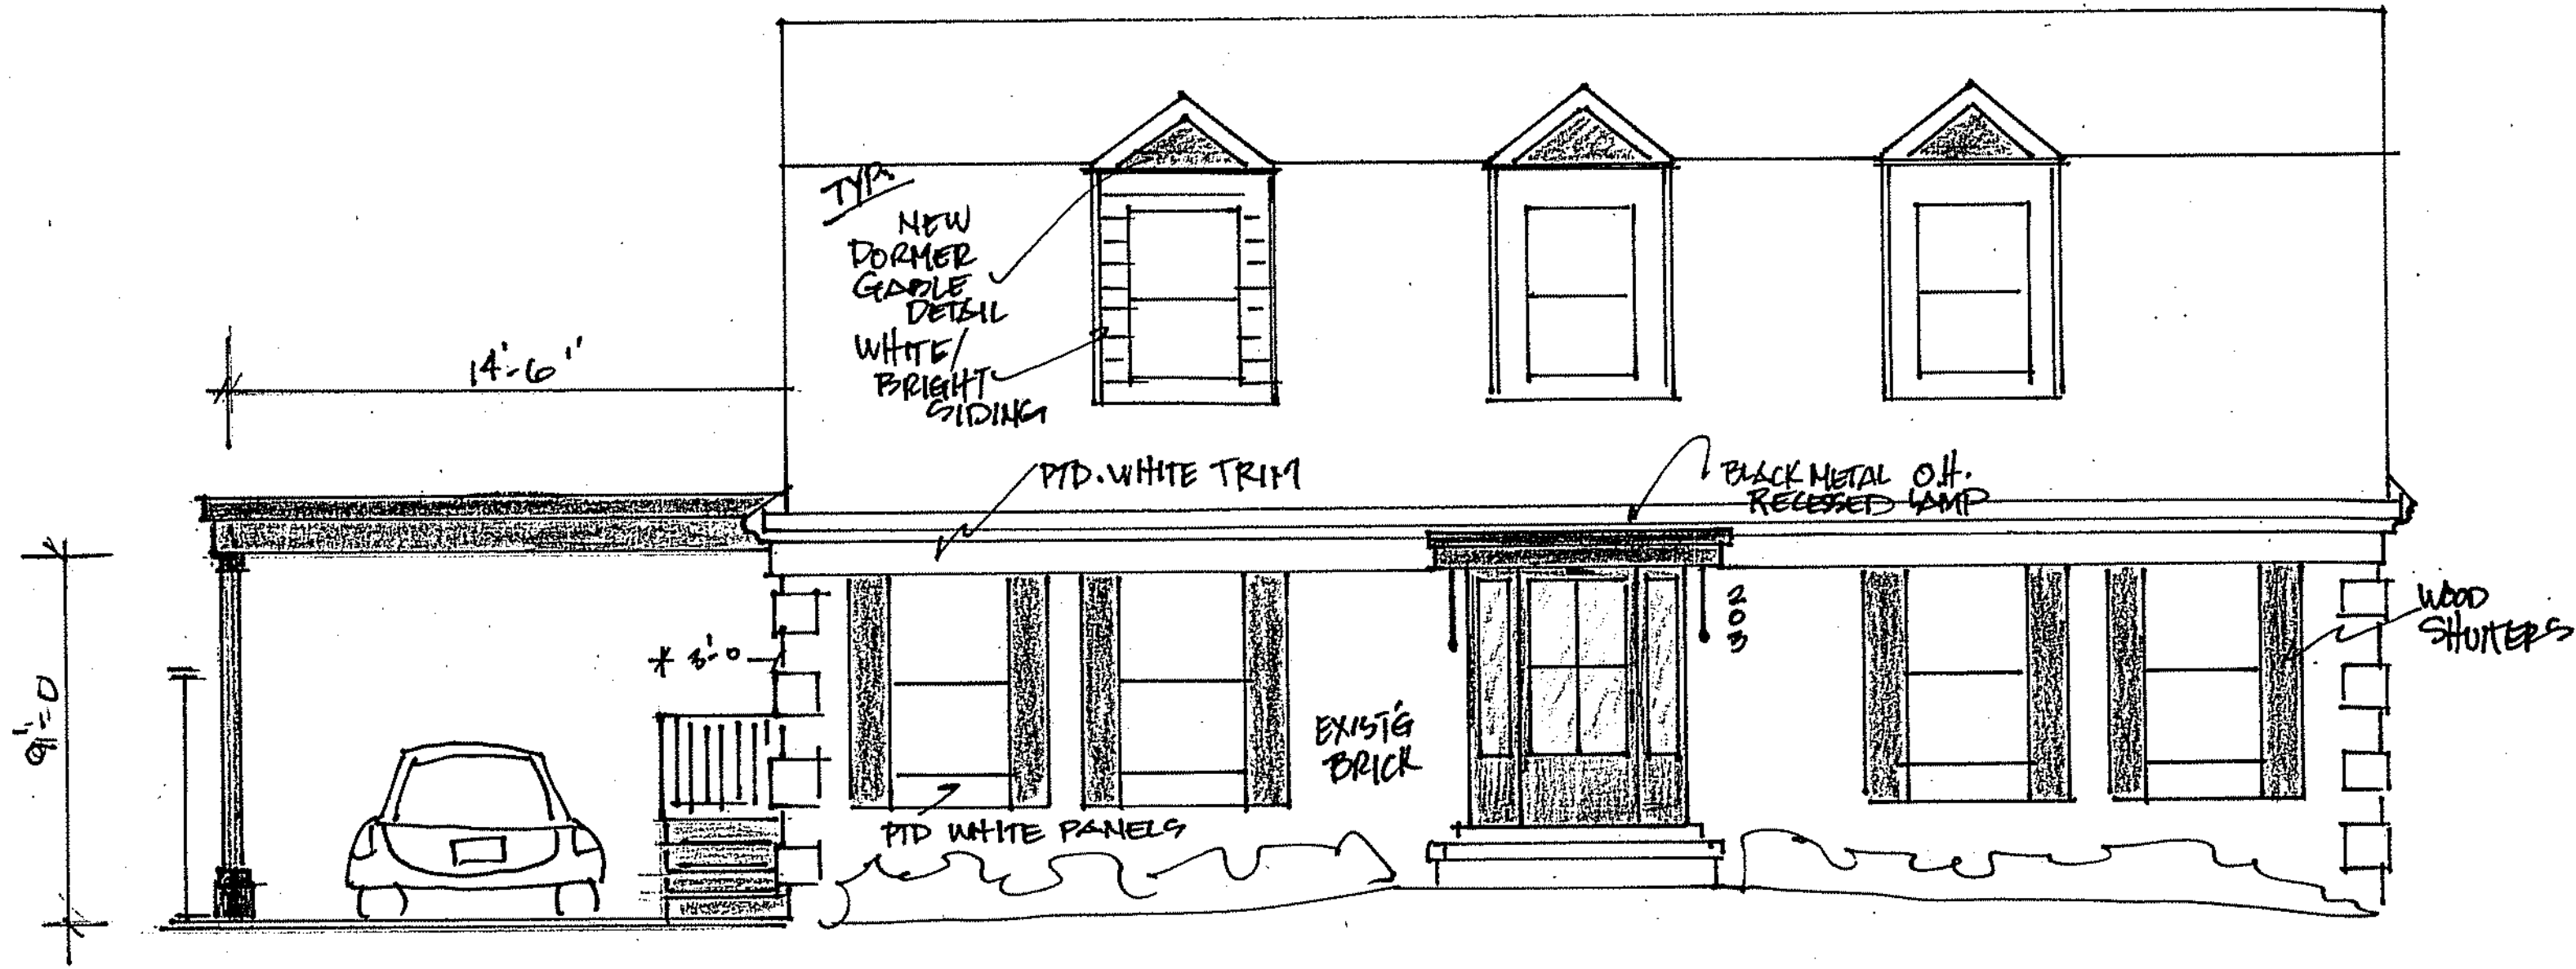 TYP.
NEW
DORMER
GABLE
DETAIL
WHITE/
BRIGHT
SIDING
14'-6"
PTD. WHITE TRIM
BLACK METAL O.H.
RECESSED LAMP
9'-0
3'-0
203
WOOD
SHUTTERS
EXIST'G
BRICK
PTD WHITE PANELS